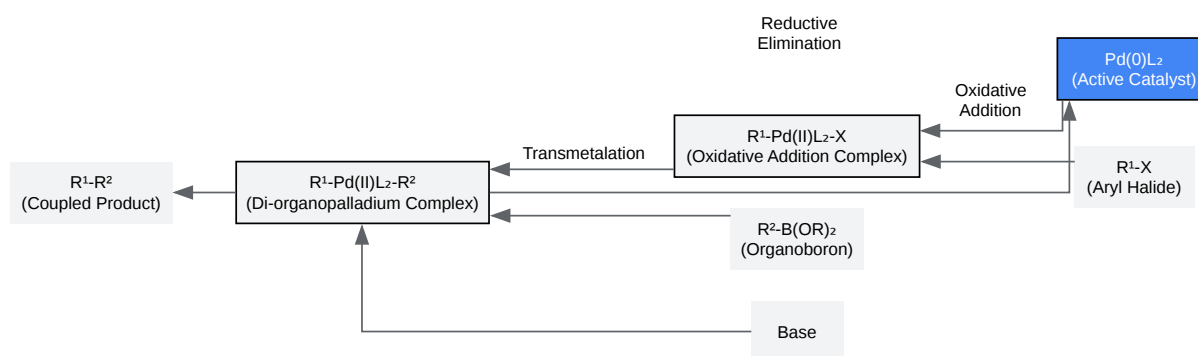 Reductive
Elimination
Pd(0)L₂
(Active Catalyst)
Oxidative
Addition
R¹-Pd(II)L₂-X
(Oxidative Addition Complex)
Transmetalation
R¹-X
(Aryl Halide)
R¹-R²
(Coupled Product)
R¹-Pd(II)L₂-R²
(Di-organopalladium Complex)
R²-B(OR)₂
(Organoboron)
Base